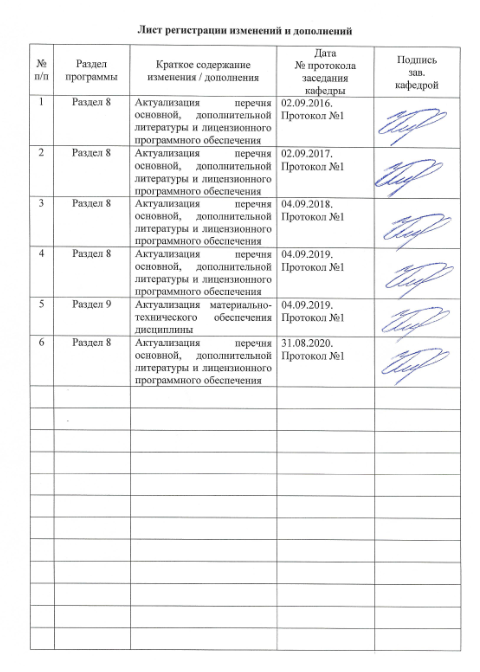 Лист регистрации изменений и дополнений
№
п/п
Раздел
программы
Краткое содержание
изменения / дополнения
Дата
№ протокола
заседания
кафедры
Подпись
зав.
кафедрой
1
Раздел 8
Актуализация перечня
основной, дополнительной
литературы и лицензионного
программного обеспечения
02.09.2016.
Протокол №1
2
Раздел 8
Актуализация перечня
основной, дополнительной
литературы и лицензионного
программного обеспечения
02.09.2017.
Протокол №1
3
Раздел 8
Актуализация перечня
основной, дополнительной
литературы и лицензионного
программного обеспечения
04.09.2018.
Протокол №1
4
Раздел 8
Актуализация перечня
основной, дополнительной
литературы и лицензионного
программного обеспечения
04.09.2019.
Протокол №1
5
Раздел 9
Актуализация материально-
технического обеспечения
дисциплины
04.09.2019.
Протокол №1
6
Раздел 8
Актуализация перечня
основной, дополнительной
литературы и лицензионного
программного обеспечения
31.08.2020.
Протокол №1